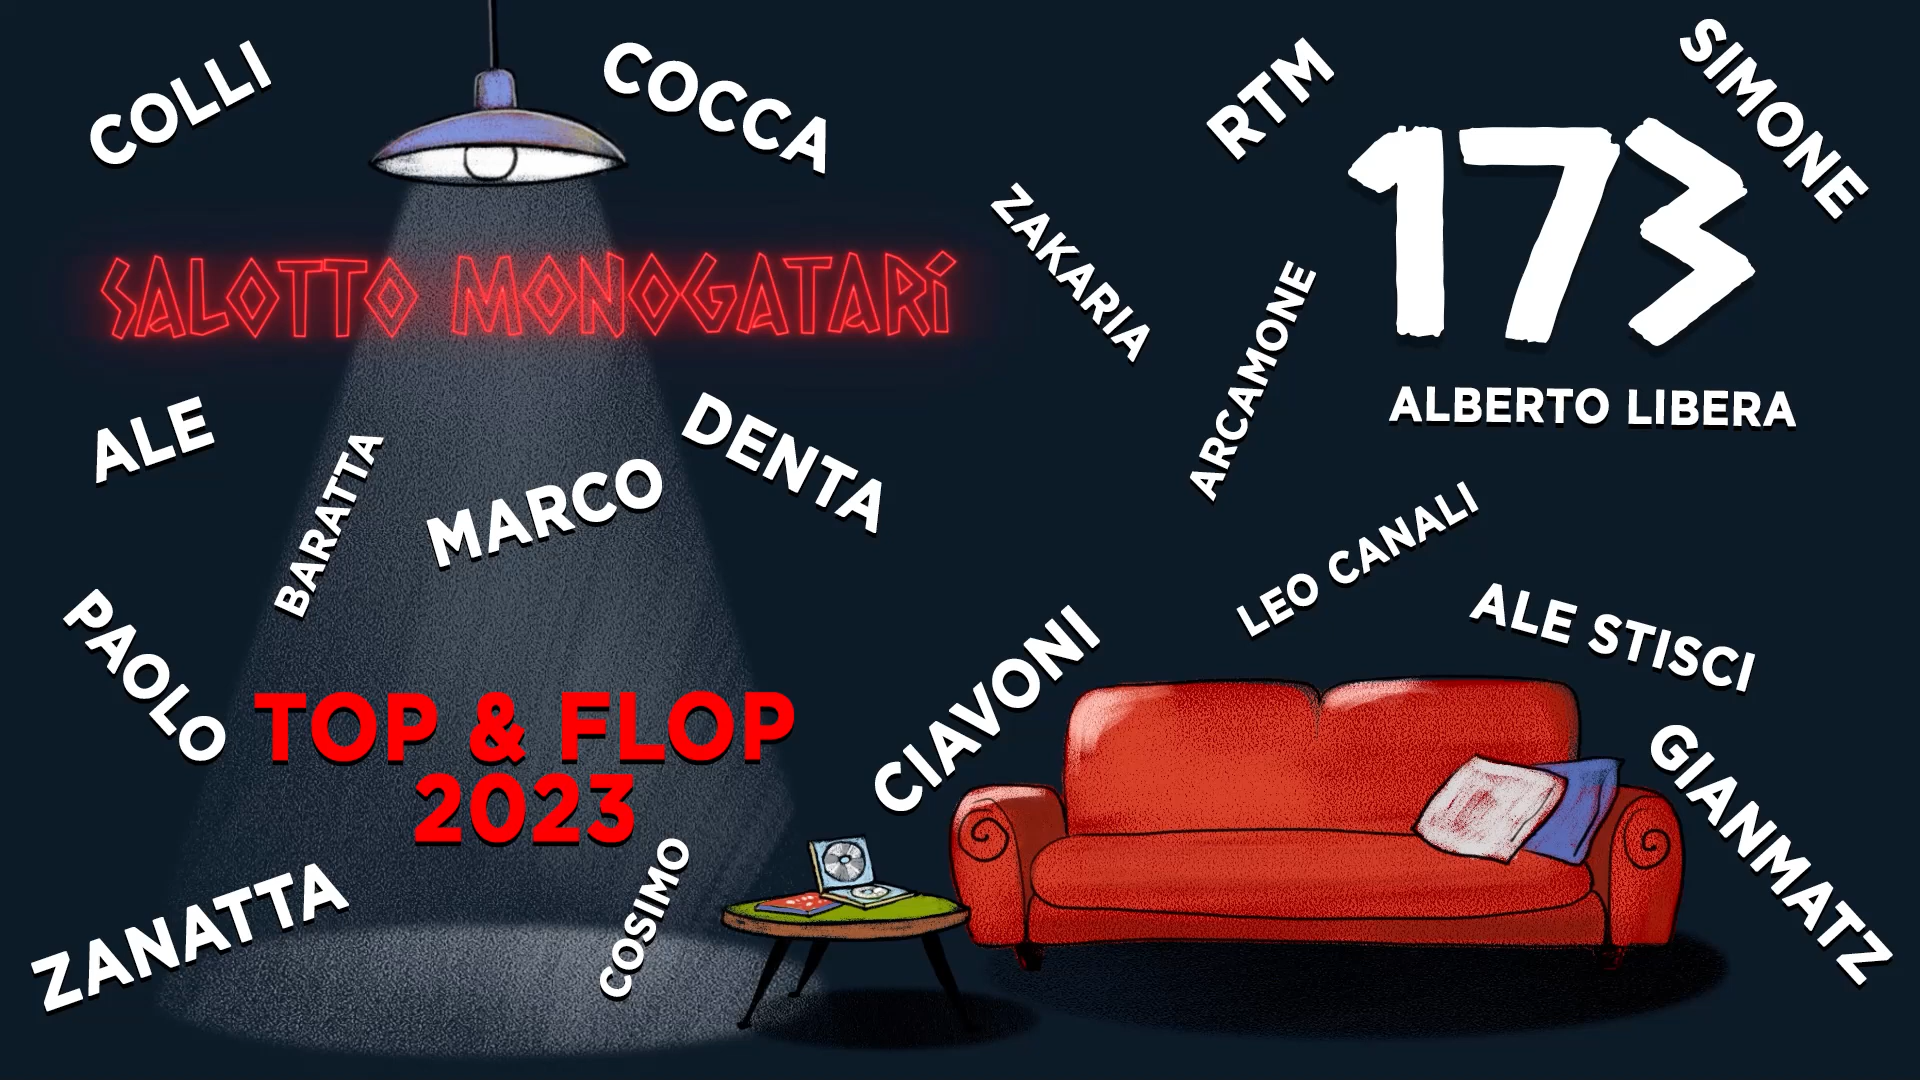 COLLI
COCCA
RTM
SIMONE
173
ZAKARIA
SALOTTO MONOGATARI
ARCAMONE
ALBERTO LIBERA
ALE
BARATTA
MARCO
DENTA
LEO CANALI
ALE STISCI
PAOLO
CIAVONI
TOP & FLOP
2023
GIANMATZ
ZANATTA
COSIMO